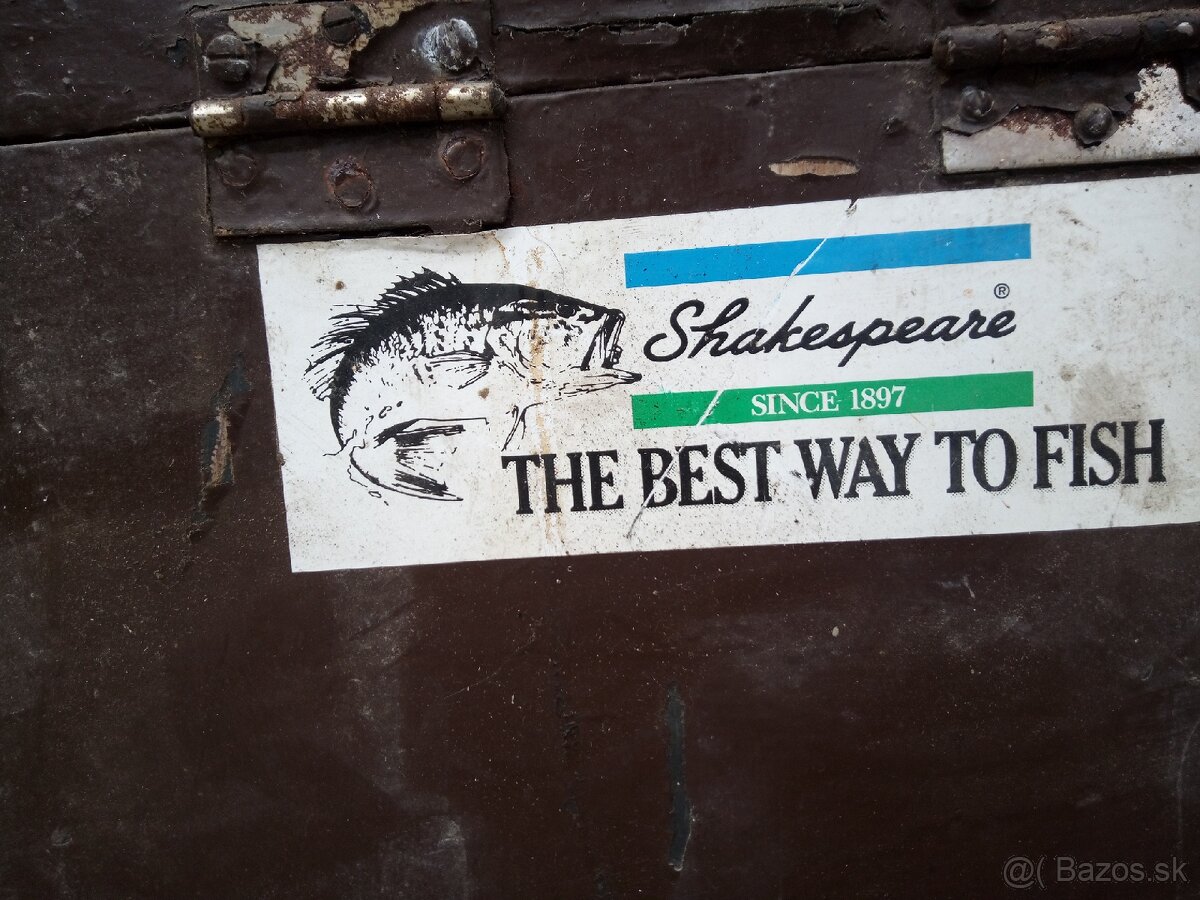 Shakespeare®
SINCE 1897
THE BEST WAY TO FISH
@( Bazos.sk